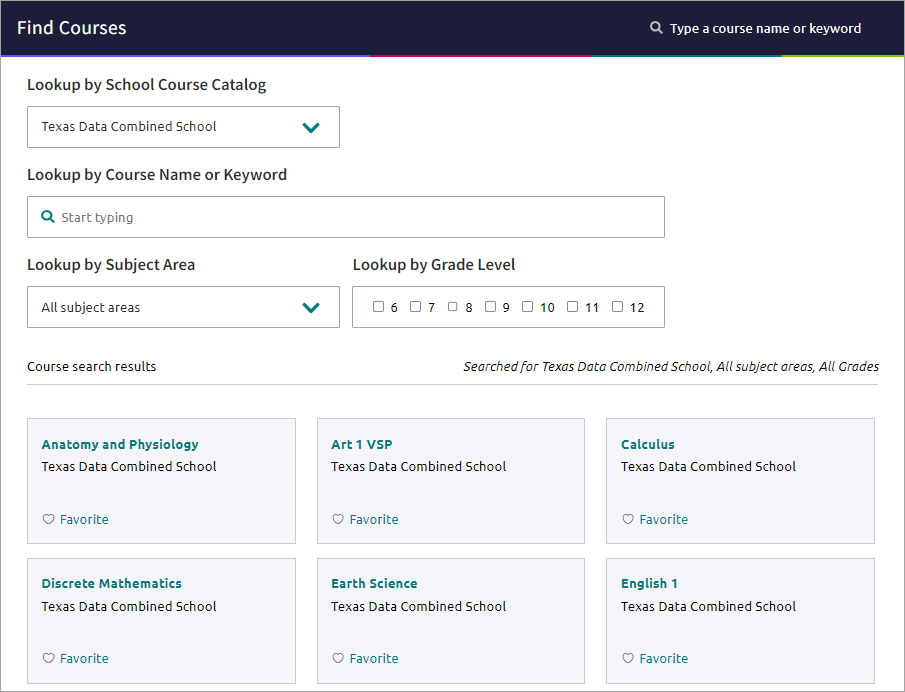 Find Courses
Type a course name or keyword
Lookup by School Course Catalog
Texas Data Combined School
Lookup by Course Name or Keyword
Start typing
Lookup by Subject Area
Lookup by Grade Level
All subject areas
6 7 8 9 10 11 12
Course search results
Searched for Texas Data Combined School, All subject areas, All Grades
Anatomy and Physiology
Texas Data Combined School
Favorite
Art 1 VSP
Texas Data Combined School
Favorite
Calculus
Texas Data Combined School
Favorite
Discrete Mathematics
Texas Data Combined School
Favorite
Earth Science
Texas Data Combined School
Favorite
English 1
Texas Data Combined School
Favorite